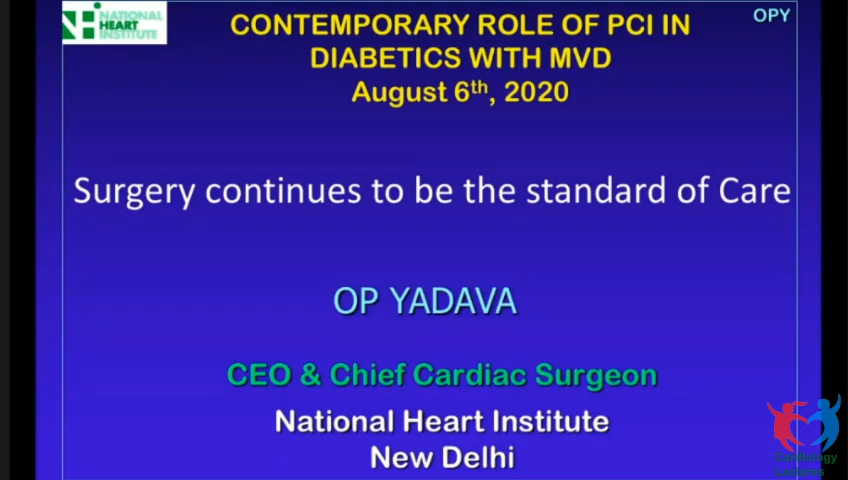 NATIONAL
HEART
INSTITUTE
CONTEMPORARY ROLE OF PCI IN
DIABETICS WITH MVD
August 6th, 2020
OPY
Surgery continues to be the standard of Care
OP YADAVA
CEO & Chief Cardiac Surgeon
National Heart Institute
New Delhi
Cardiology
Lectures